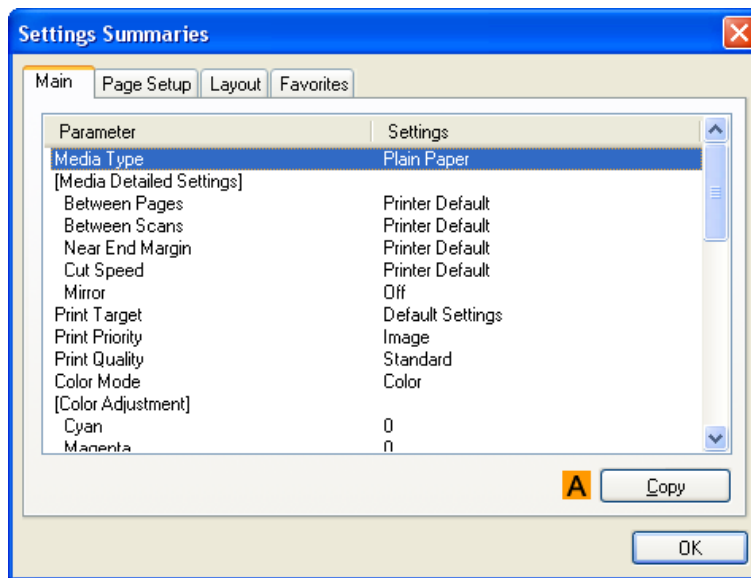 Settings Summaries
Main Page Setup Layout Favorites
Parameter Settings
Media Type Plain Paper
[Media Detailed Settings]
Between Pages Printer Default
Between Scans Printer Default
Near End Margin Printer Default
Cut Speed Printer Default
Mirror Off
Print Target Default Settings
Print Priority Image
Print Quality Standard
Color Mode Color
[Color Adjustment]
Cyan 0
Magenta 0
A Copy
OK